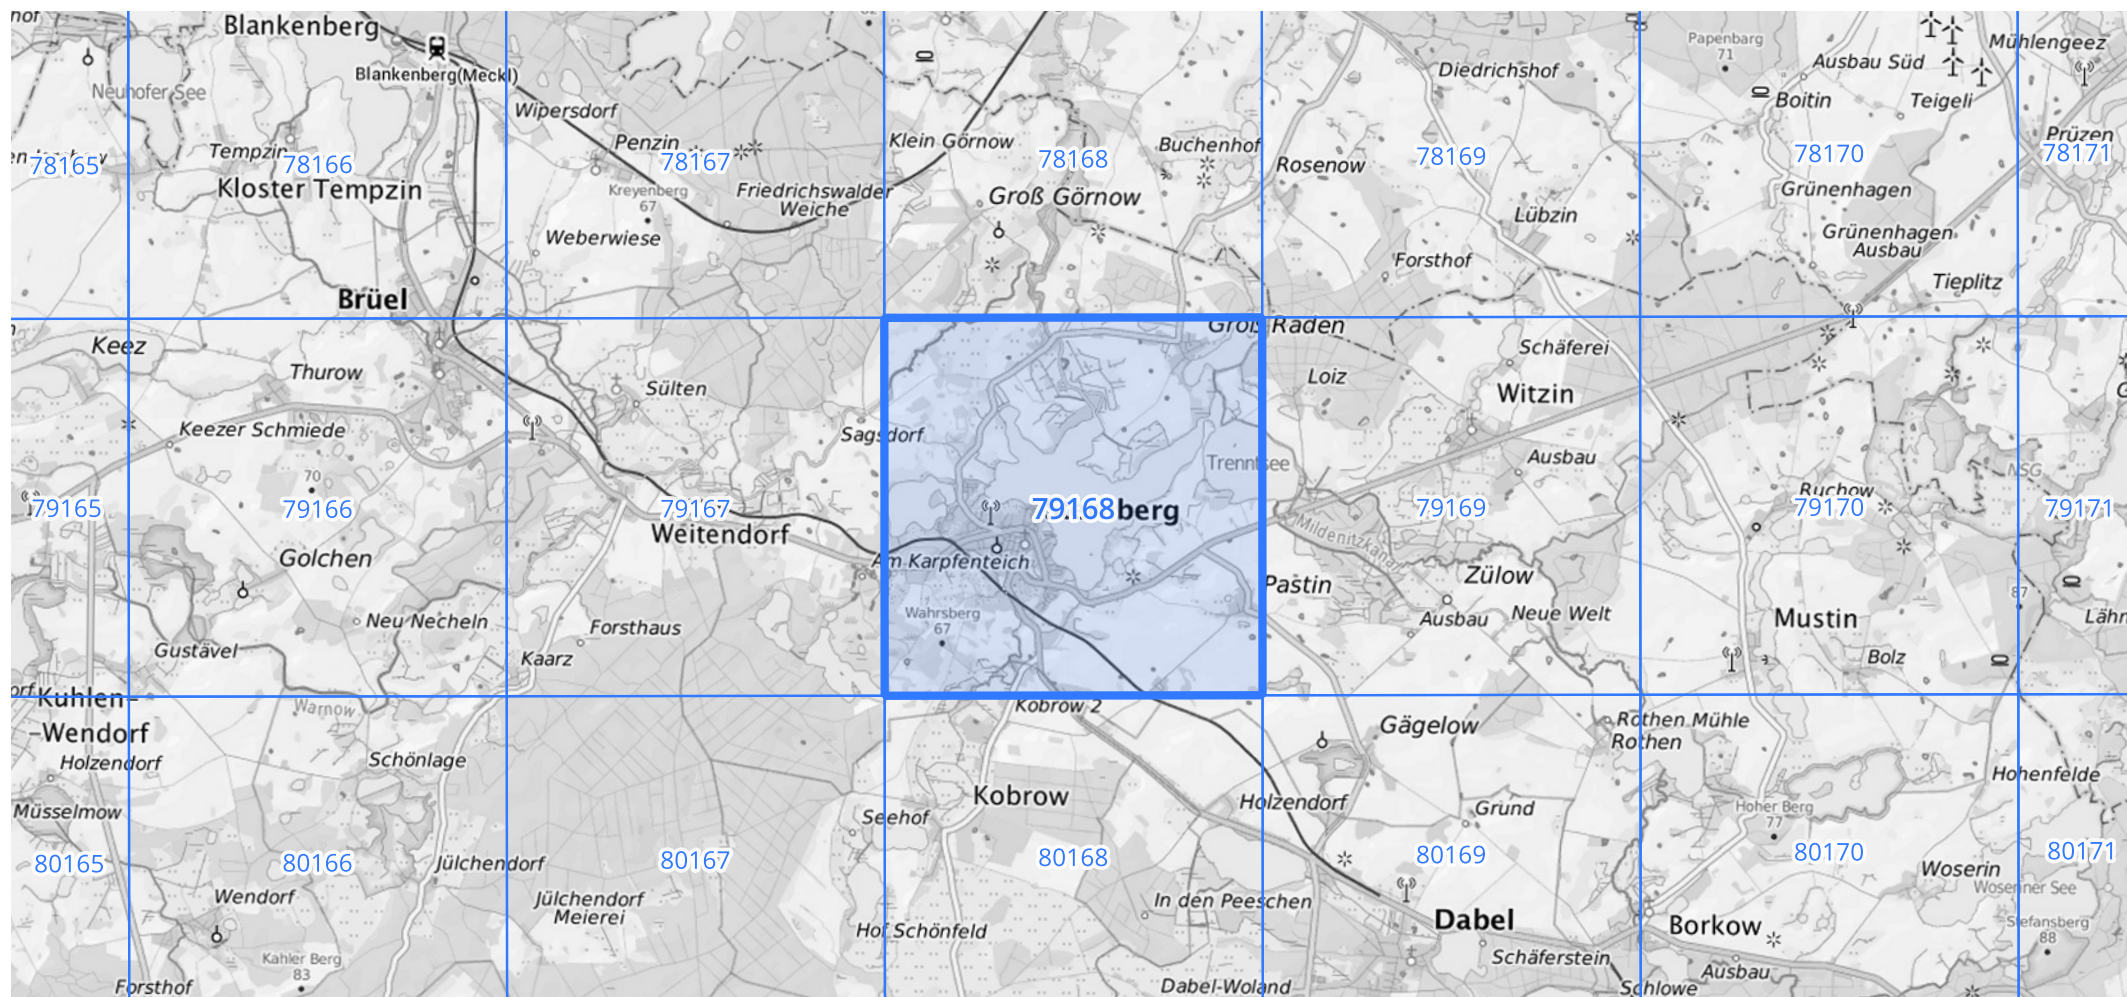 Blankenberg
Blankenberg(Meckl)
Neuhofer See
Wipersdorf
Klein Görnow
Buchenhof
Diedrichshof
Papenbarg
71
Ausbau Süd
Mühlengeez
Boitin
Teigeli
Prüzen
Tempzin
Penzin
78165
78166
78167
78168
78169
78170
78171
Rosenow
Kloster Tempzin
Kreyenberg
67
Friedrichswalder
Weiche
Groß Görnow
Grünenhagen
Lübzin
Weberwiese
Grünenhagen
Ausbau
Forsthof
Tieplitz
Brüel
Keez
Groß Raden
Schäferei
Thurow
Sülten
Loiz
Witzin
Keezer Schmiede
Sagsdorf
Trenntsee
Ausbau
70
NSG
Ruchow
79165
79166
79167
79168
berg
79169
79170
79171
Weitendorf
Mildenitzkanal
Golchen
Am Karpfenteich
Pastin
Zülow
Wahrsberg
67
87
Neu Necheln
Forsthaus
Ausbau
Neue Welt
Mustin
Gustävel
Kaarz
Bolz
Kuhlen-
-Wendorf
Warnow
Kobrow 2
Gägelow
Rothen Mühle
Rothen
Holzendorf
Schönlage
Hohenfelde
Müsselmow
Kobrow
Seehof
Holzendorf
Grund
Hoher Berg
77
80165
80166
80167
80168
80169
80170
80171
Jülchendorf
Woserin
Woseriner See
Wendorf
Jülchendorf
Meierei
In den Peeschen
Dabel
Borkow
Stefansberg
88
Hof Schönfeld
Kahler Berg
83
Schäferstein
Ausbau
Forsthof
Dabel-Woland
Schlowe